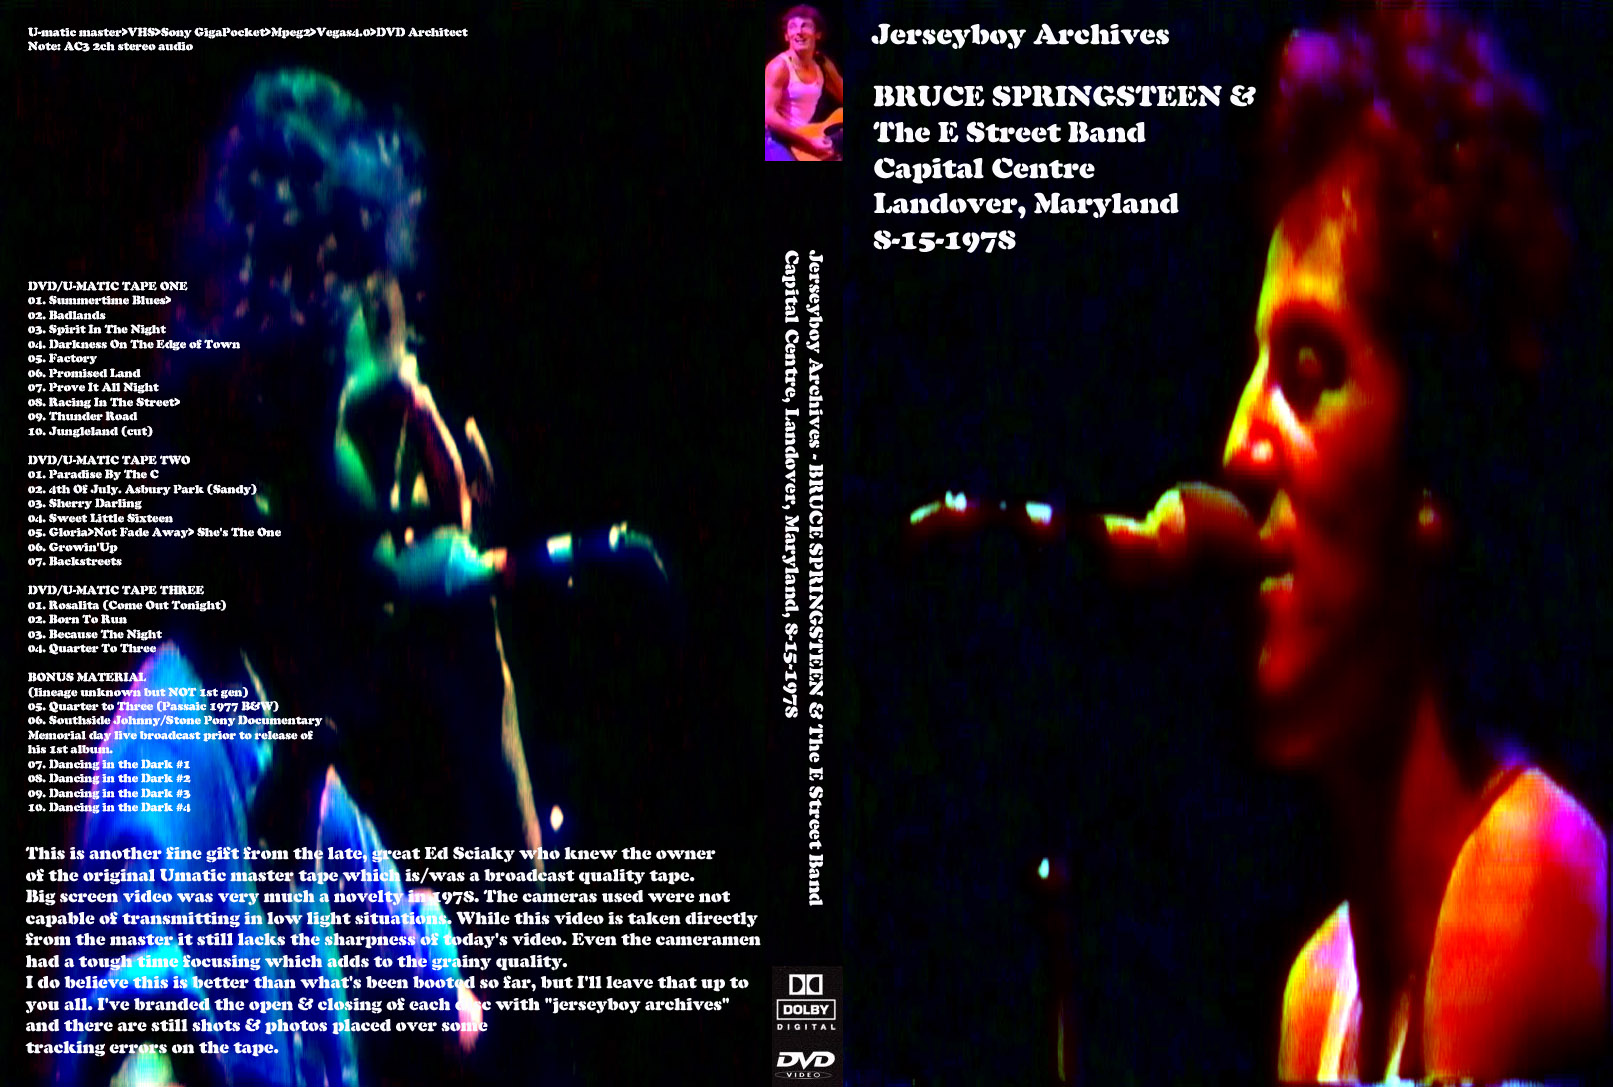 U-matic master>VHS>Sony GigaPocket>Mpeg2>Vegas4.0>DVD Architect
Note: AC3 2ch stereo audio
DVD/U-MATIC TAPE ONE
01. Summertime Blues>
02. Badlands
03. Spirit In The Night
04. Darkness On The Edge of Town
05. Factory
06. Promised Land
07. Prove It All Night
08. Racing In The Street>
09. Thunder Road
10. Jungleland (cut)
DVD/U-MATIC TAPE TWO
01. Paradise By The C
02. 4th Of July. Asbury Park (Sandy)
03. Sherry Darling
04. Sweet Little Sixteen
05. Gloria>Not Fade Away> She's The One
06. Growin'Up
07. Backstreets
DVD/U-MATIC TAPE THREE
01. Rosalita (Come Out Tonight)
02. Born To Run
03. Because The Night
04. Quarter To Three
BONUS MATERIAL
(lineage unknown but NOT 1st gen)
05. Quarter to Three (Passaic 1977 B&W)
06. Southside Johnny/Stone Pony Documentary
Memorial day live broadcast prior to release of
his 1st album.
07. Dancing in the Dark #1
08. Dancing in the Dark #2
09. Dancing in the Dark #3
10. Dancing in the Dark #4
This is another fine gift from the late, great Ed Sciaky who knew the owner
of the original Umatic master tape which is/was a broadcast quality tape.
Big screen video was very much a novelty in 1978. The cameras used were not
capable of transmitting in low light situations. While this video is taken directly
from the master it still lacks the sharpness of today's video. Even the cameramen
had a tough time focusing which adds to the grainy quality.
I do believe this is better than what's been booted so far, but I'll leave that up to
you all. I've branded the open & closing of each disc with "jerseyboy archives"
and there are still shots & photos placed over some
tracking errors on the tape.
Jerseyboy Archives - BRUCE SPRINGSTEEN & The E Street Band
Capital Centre, Landover, Maryland, 8-15-1978
DOLBY
DIGITAL
DVD
VIDEO
Jerseyboy Archives
BRUCE SPRINGSTEEN &
The E Street Band
Capital Centre
Landover, Maryland
8-15-1978